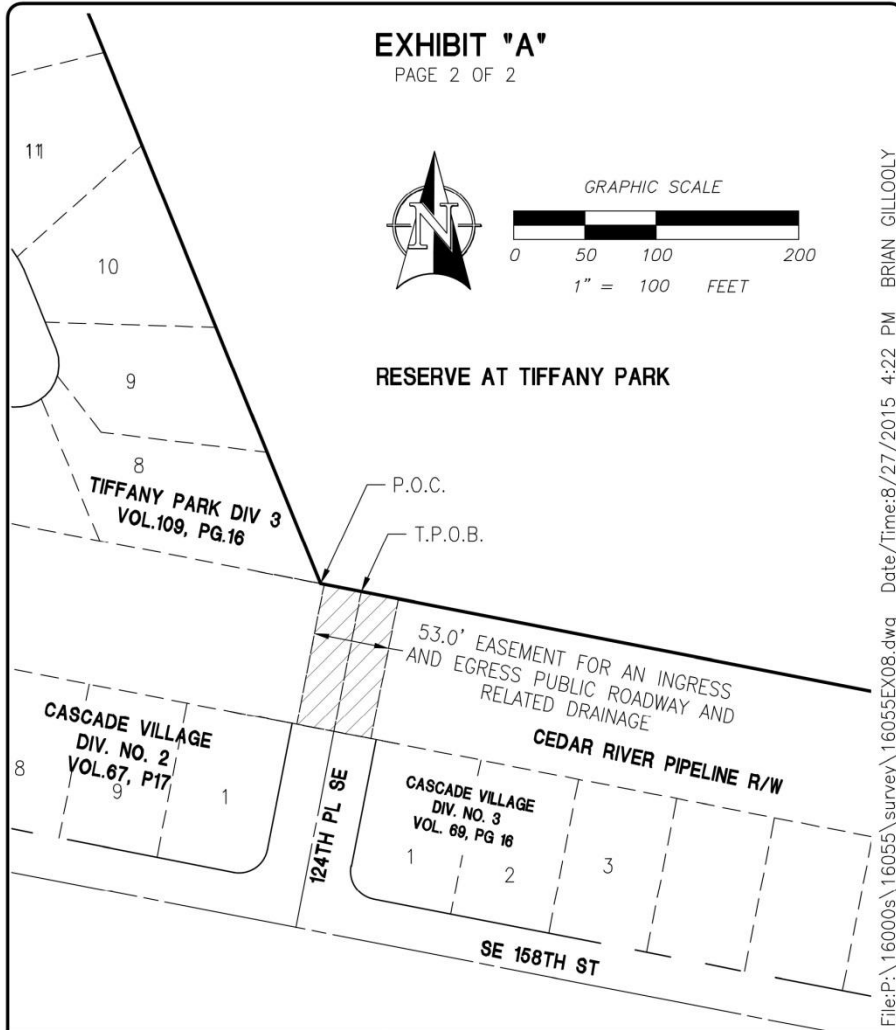 EXHIBIT "A"
PAGE 2 OF 2
N
GRAPHIC SCALE
0 50 100 200
1" = 100 FEET
RESERVE AT TIFFANY PARK
11
10
9
8
TIFFANY PARK DIV 3
VOL.109, PG.16
P.O.C.
T.P.O.B.
53.0' EASEMENT FOR AN INGRESS
AND EGRESS PUBLIC ROADWAY AND
RELATED DRAINAGE
CEDAR RIVER PIPELINE R/W
CASCADE VILLAGE
DIV. NO. 2
VOL.67, P17
8
9
1
124TH PL SE
CASCADE VILLAGE
DIV. NO. 3
VOL. 69, PG 16
1
2
3
SE 158TH ST
File:P:\16000s\16055\survey\16055EX08.dwg Date/Time:8/27/2015 4:22 PM BRIAN GILLOOLY